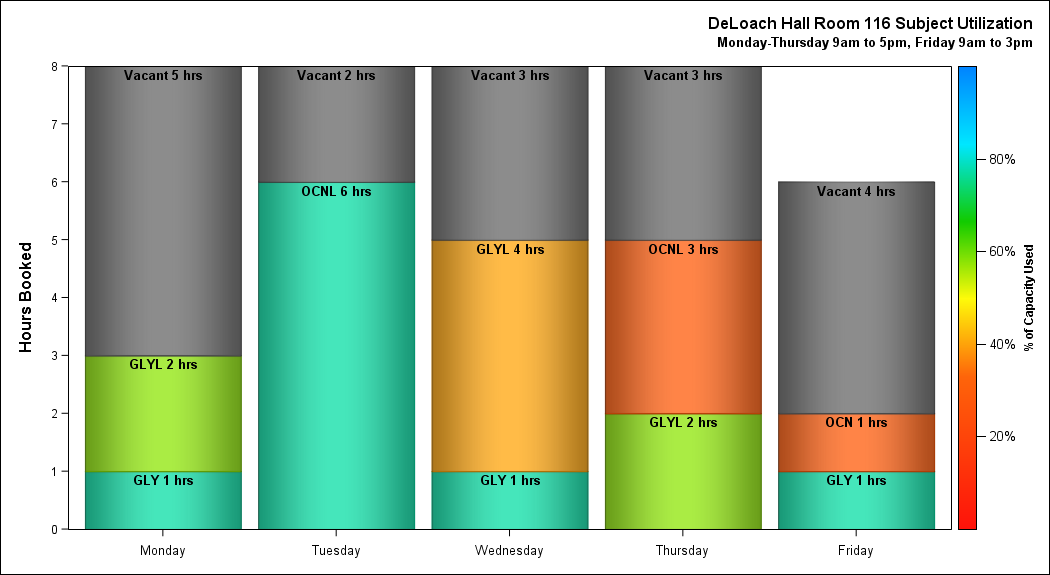 DeLoach Hall Room 116 Subject Utilization
Monday-Thursday 9am to 5pm, Friday 9am to 3pm
Hours Booked
8
7
6
5
4
3
2
1
0
Vacant 5 hrs
GLYL 2 hrs
GLY 1 hrs
Vacant 2 hrs
OCNL 6 hrs
Vacant 3 hrs
GLYL 4 hrs
GLY 1 hrs
Vacant 3 hrs
OCNL 3 hrs
GLYL 2 hrs
Vacant 4 hrs
OCN 1 hrs
GLY 1 hrs
Monday
Tuesday
Wednesday
Thursday
Friday
80%
60%
40%
20%
% of Capacity Used